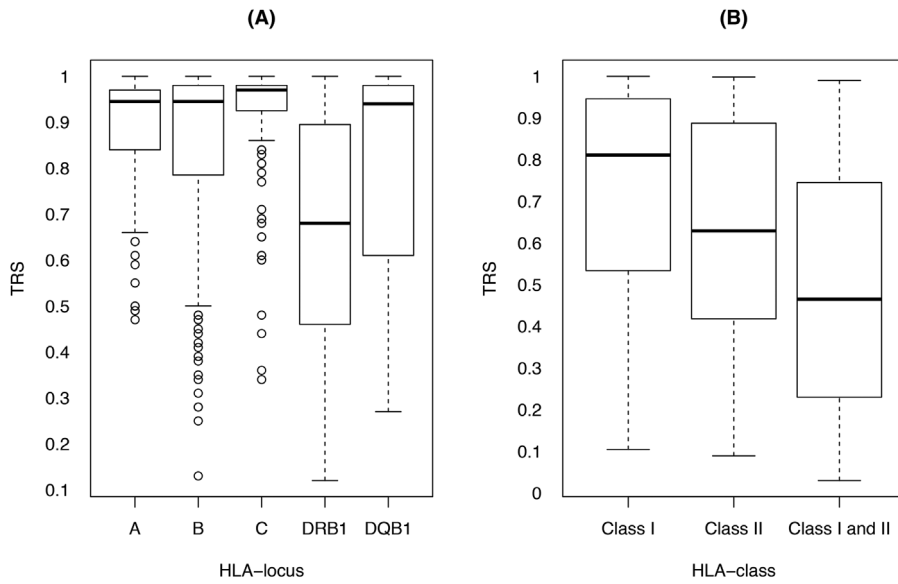 (A)
TRS
1
0.9
0.8
0.7
0.6
0.5
0.4
0.3
0.2
0.1
A B C DRB1 DQB1
HLA−locus
(B)
TRS
1
0.9
0.8
0.7
0.6
0.5
0.4
0.3
0.2
0.1
0
Class I Class II Class I and II
HLA−class